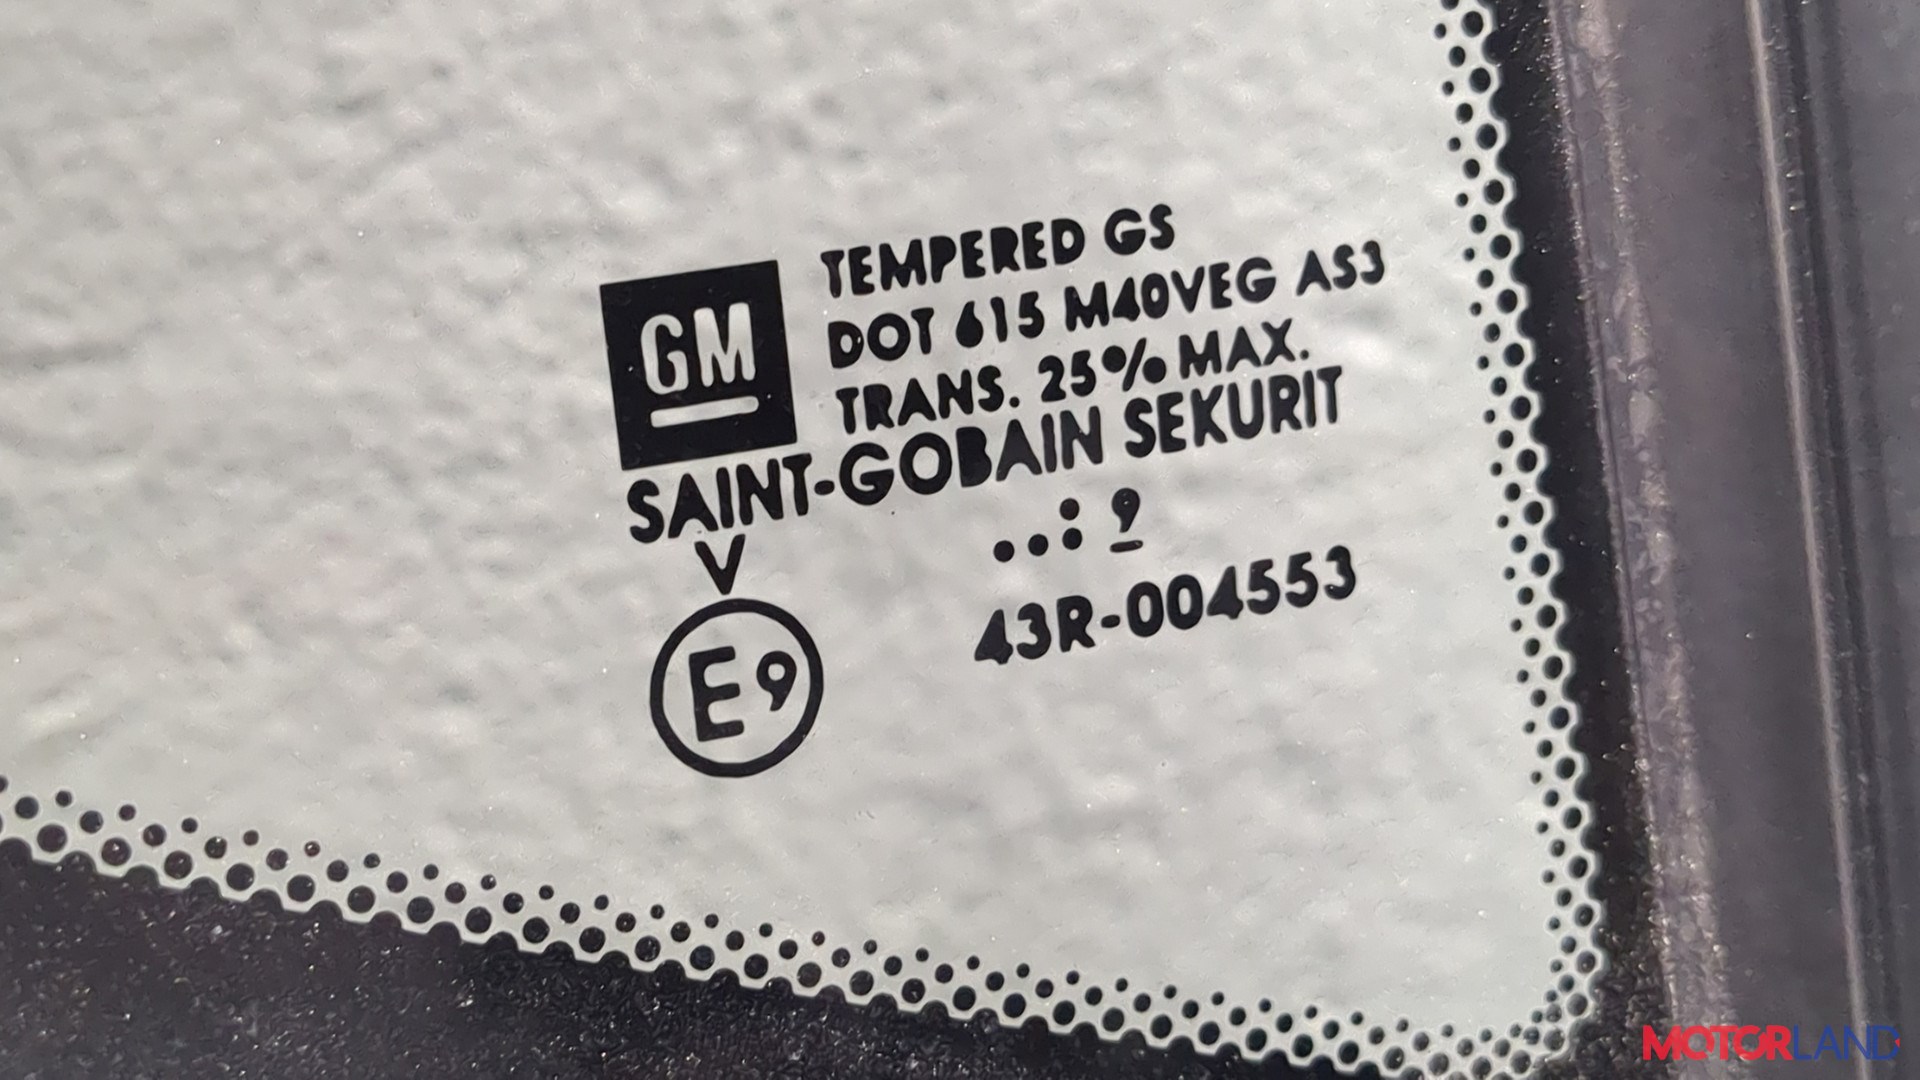 GM
TEMPERED GS
DOT 615 M40VEG AS3
TRANS. 25% MAX.
SAINT-GOBAIN SEKURIT
V
..: 9
43R-004553
E9
MOTORLAND